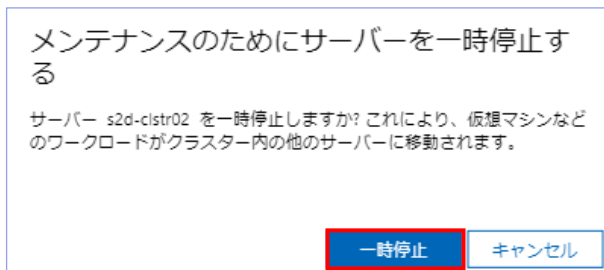 メンテナンスのためにサーバーを一時停止す
る
サーバー s2d-clstr02 を一時停止しますか? これにより、仮想マシンなど
のワークロードがクラスター内の他のサーバーに移動されます。
一時停止
キャンセル